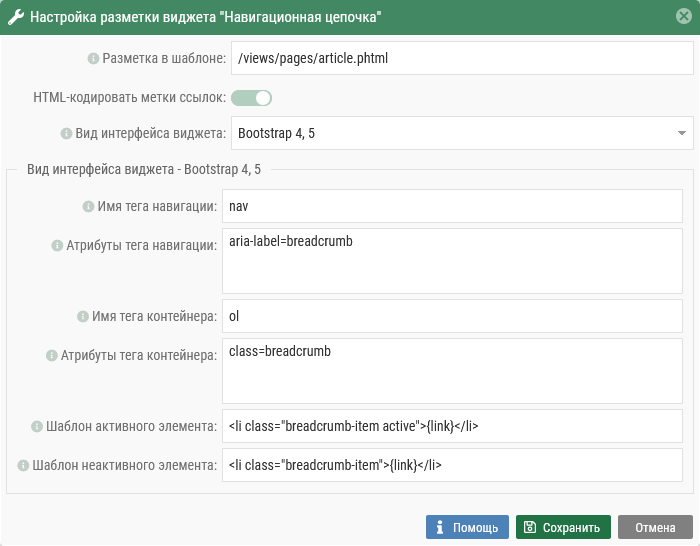 Настройка разметки виджета "Навигационная цепочка"
Разметка в шаблоне: /views/pages/article.phtml
HTML-кодировать метки ссылок:
Вид интерфейса виджета: Bootstrap 4, 5
Вид интерфейса виджета - Bootstrap 4, 5
Имя тега навигации: nav
Атрибуты тега навигации: aria-label=breadcrumb
Имя тега контейнера: ol
Атрибуты тега контейнера: class=breadcrumb
Шаблон активного элемента: <li class="breadcrumb-item active">{link}</li>
Шаблон неактивного элемента: <li class="breadcrumb-item">{link}</li>
Помощь Сохранить Отмена